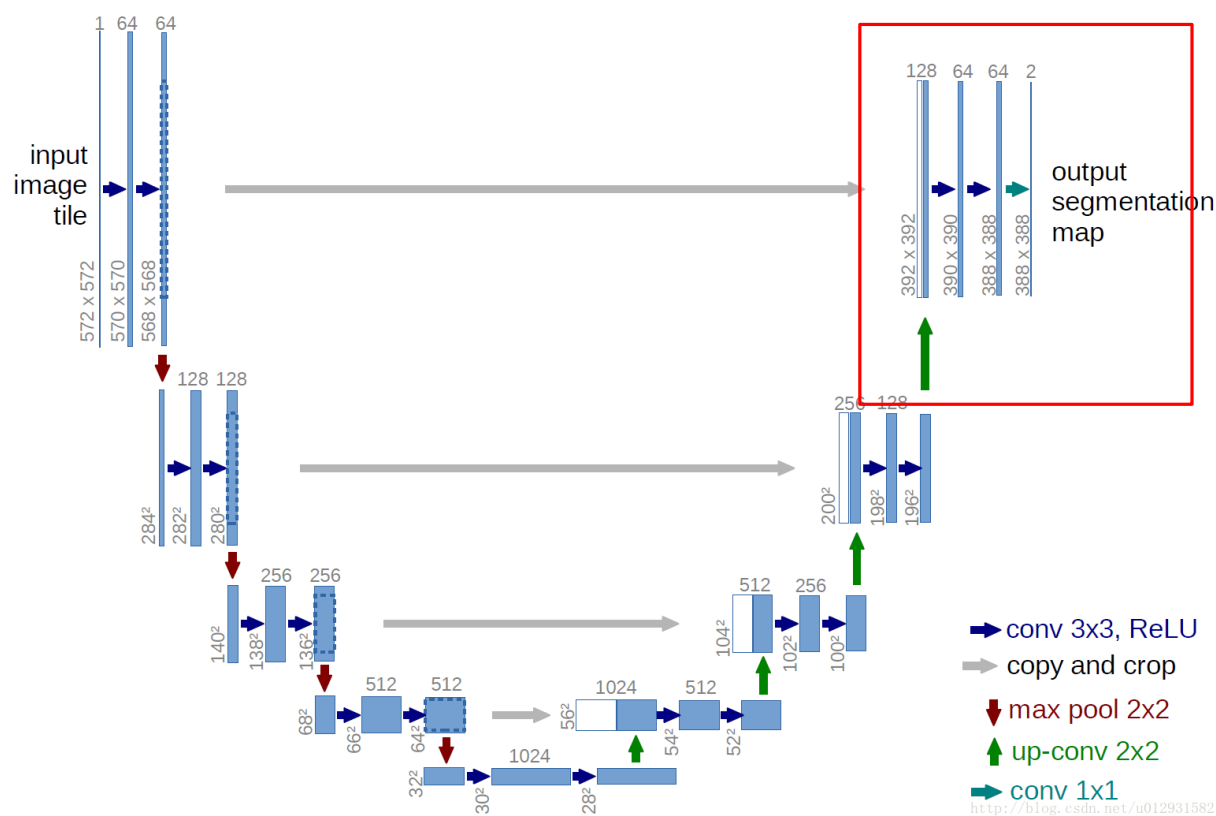 1 64 64
128 64 64 2
input
image
tile
output
segmentation
map
572 x 572
570 x 570
568 x 568
392 x 392
390 x 390
388 x 388
388 x 388
128 128
256 128
284²
282²
280²
200²
198²
196²
256 256
512 256
140²
138²
136²
104²
102²
100²
512 512
1024 512
68²
66²
64²
56²
54²
52²
1024
32²
30²
28²
conv 3x3, ReLU
copy and crop
max pool 2x2
up-conv 2x2
conv 1x1
http://blog.csdn.net/u012931582